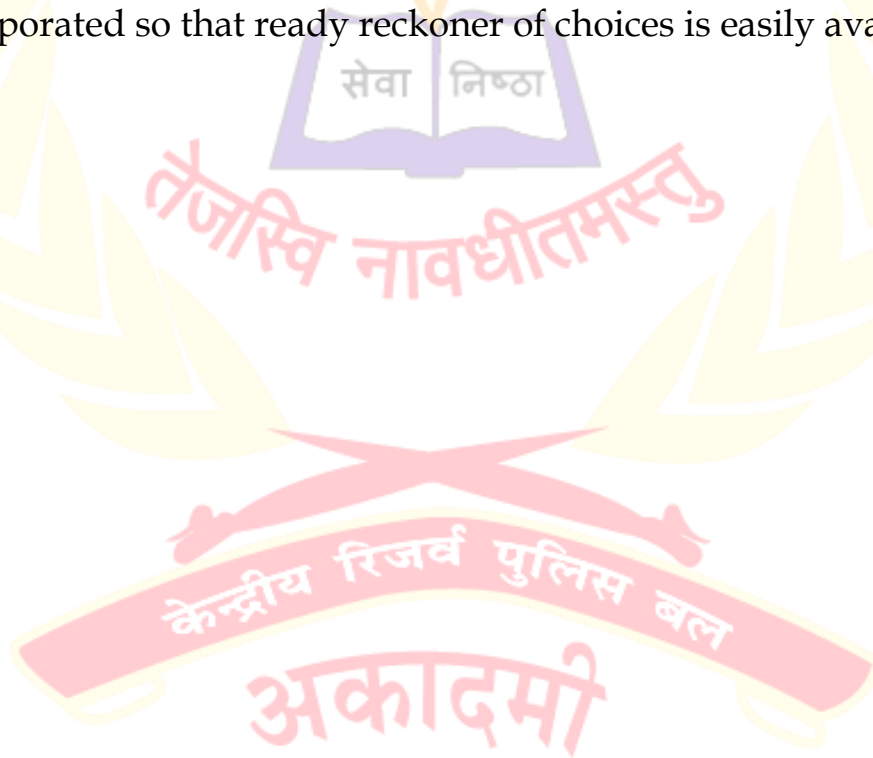 porated so that ready reckoner of choices is easily ava
सेवा निष्ठा
तेजस्वि नावधीतमस्तु
केन्द्रीय रिजर्व पुलिस बल
अकादमी